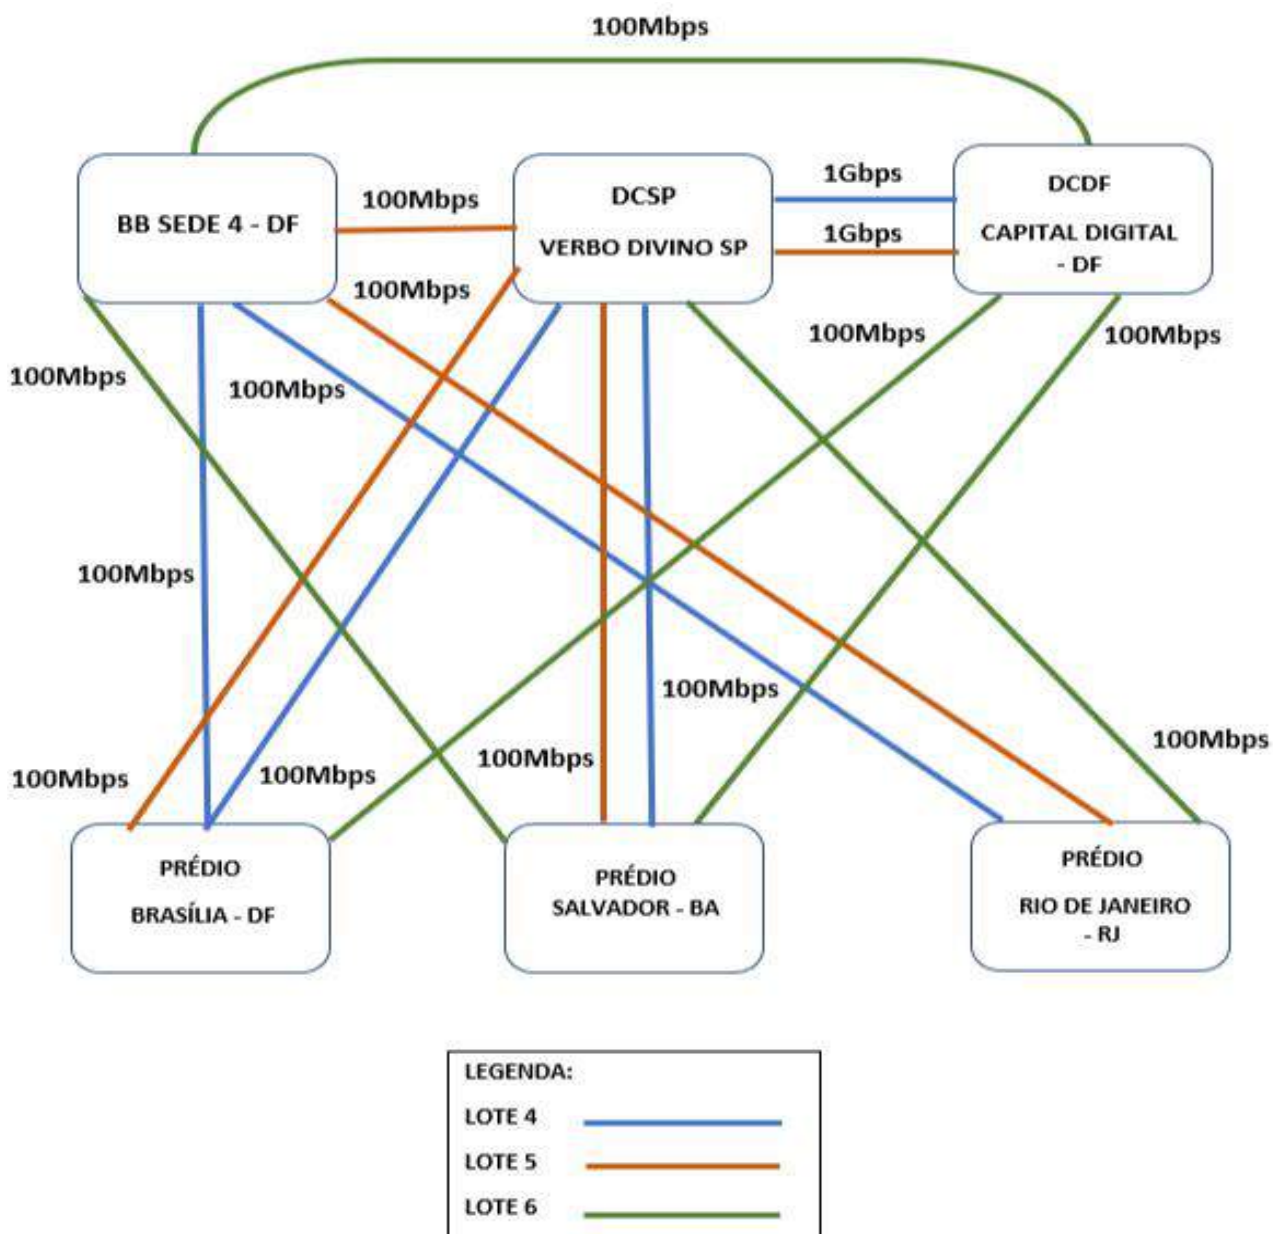 100Mbps
BB SEDE 4 - DF
100Mbps
DCSP
VERBO DIVINO SP
1Gbps
1Gbps
DCDF
CAPITAL DIGITAL
- DF
100Mbps
100Mbps
100Mbps
100Mbps
100Mbps
100Mbps
100Mbps
100Mbps
100Mbps
100Mbps
100Mbps
PRÉDIO
BRASÍLIA - DF
PRÉDIO
SALVADOR - BA
PRÉDIO
RIO DE JANEIRO
- RJ
LEGENDA:
LOTE 4
LOTE 5
LOTE 6